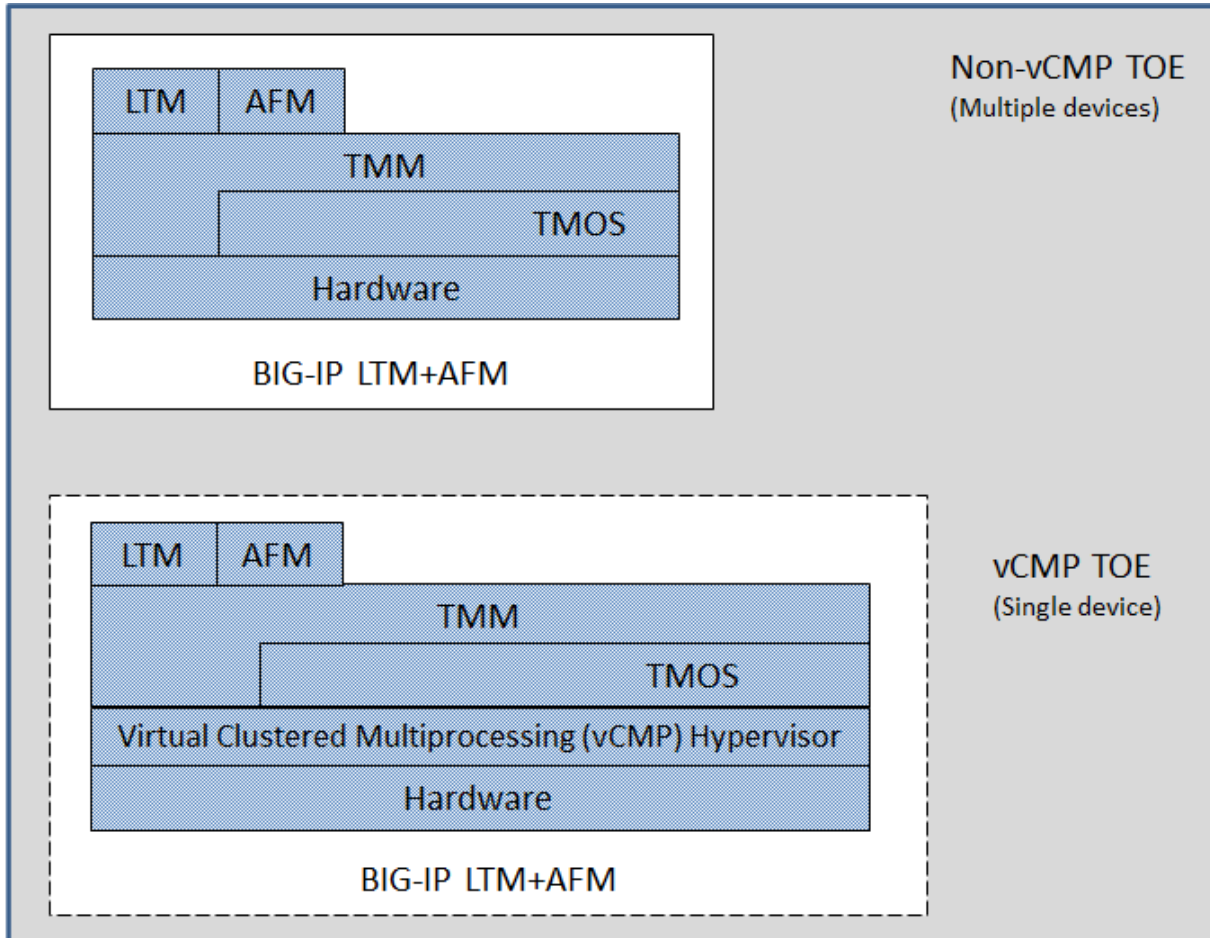 Non-vCMP TOE
(Multiple devices)
LTM
AFM
TMM
TMOS
Hardware
BIG-IP LTM+AFM
vCMP TOE
(Single device)
LTM
AFM
TMM
TMOS
Virtual Clustered Multiprocessing (vCMP) Hypervisor
Hardware
BIG-IP LTM+AFM